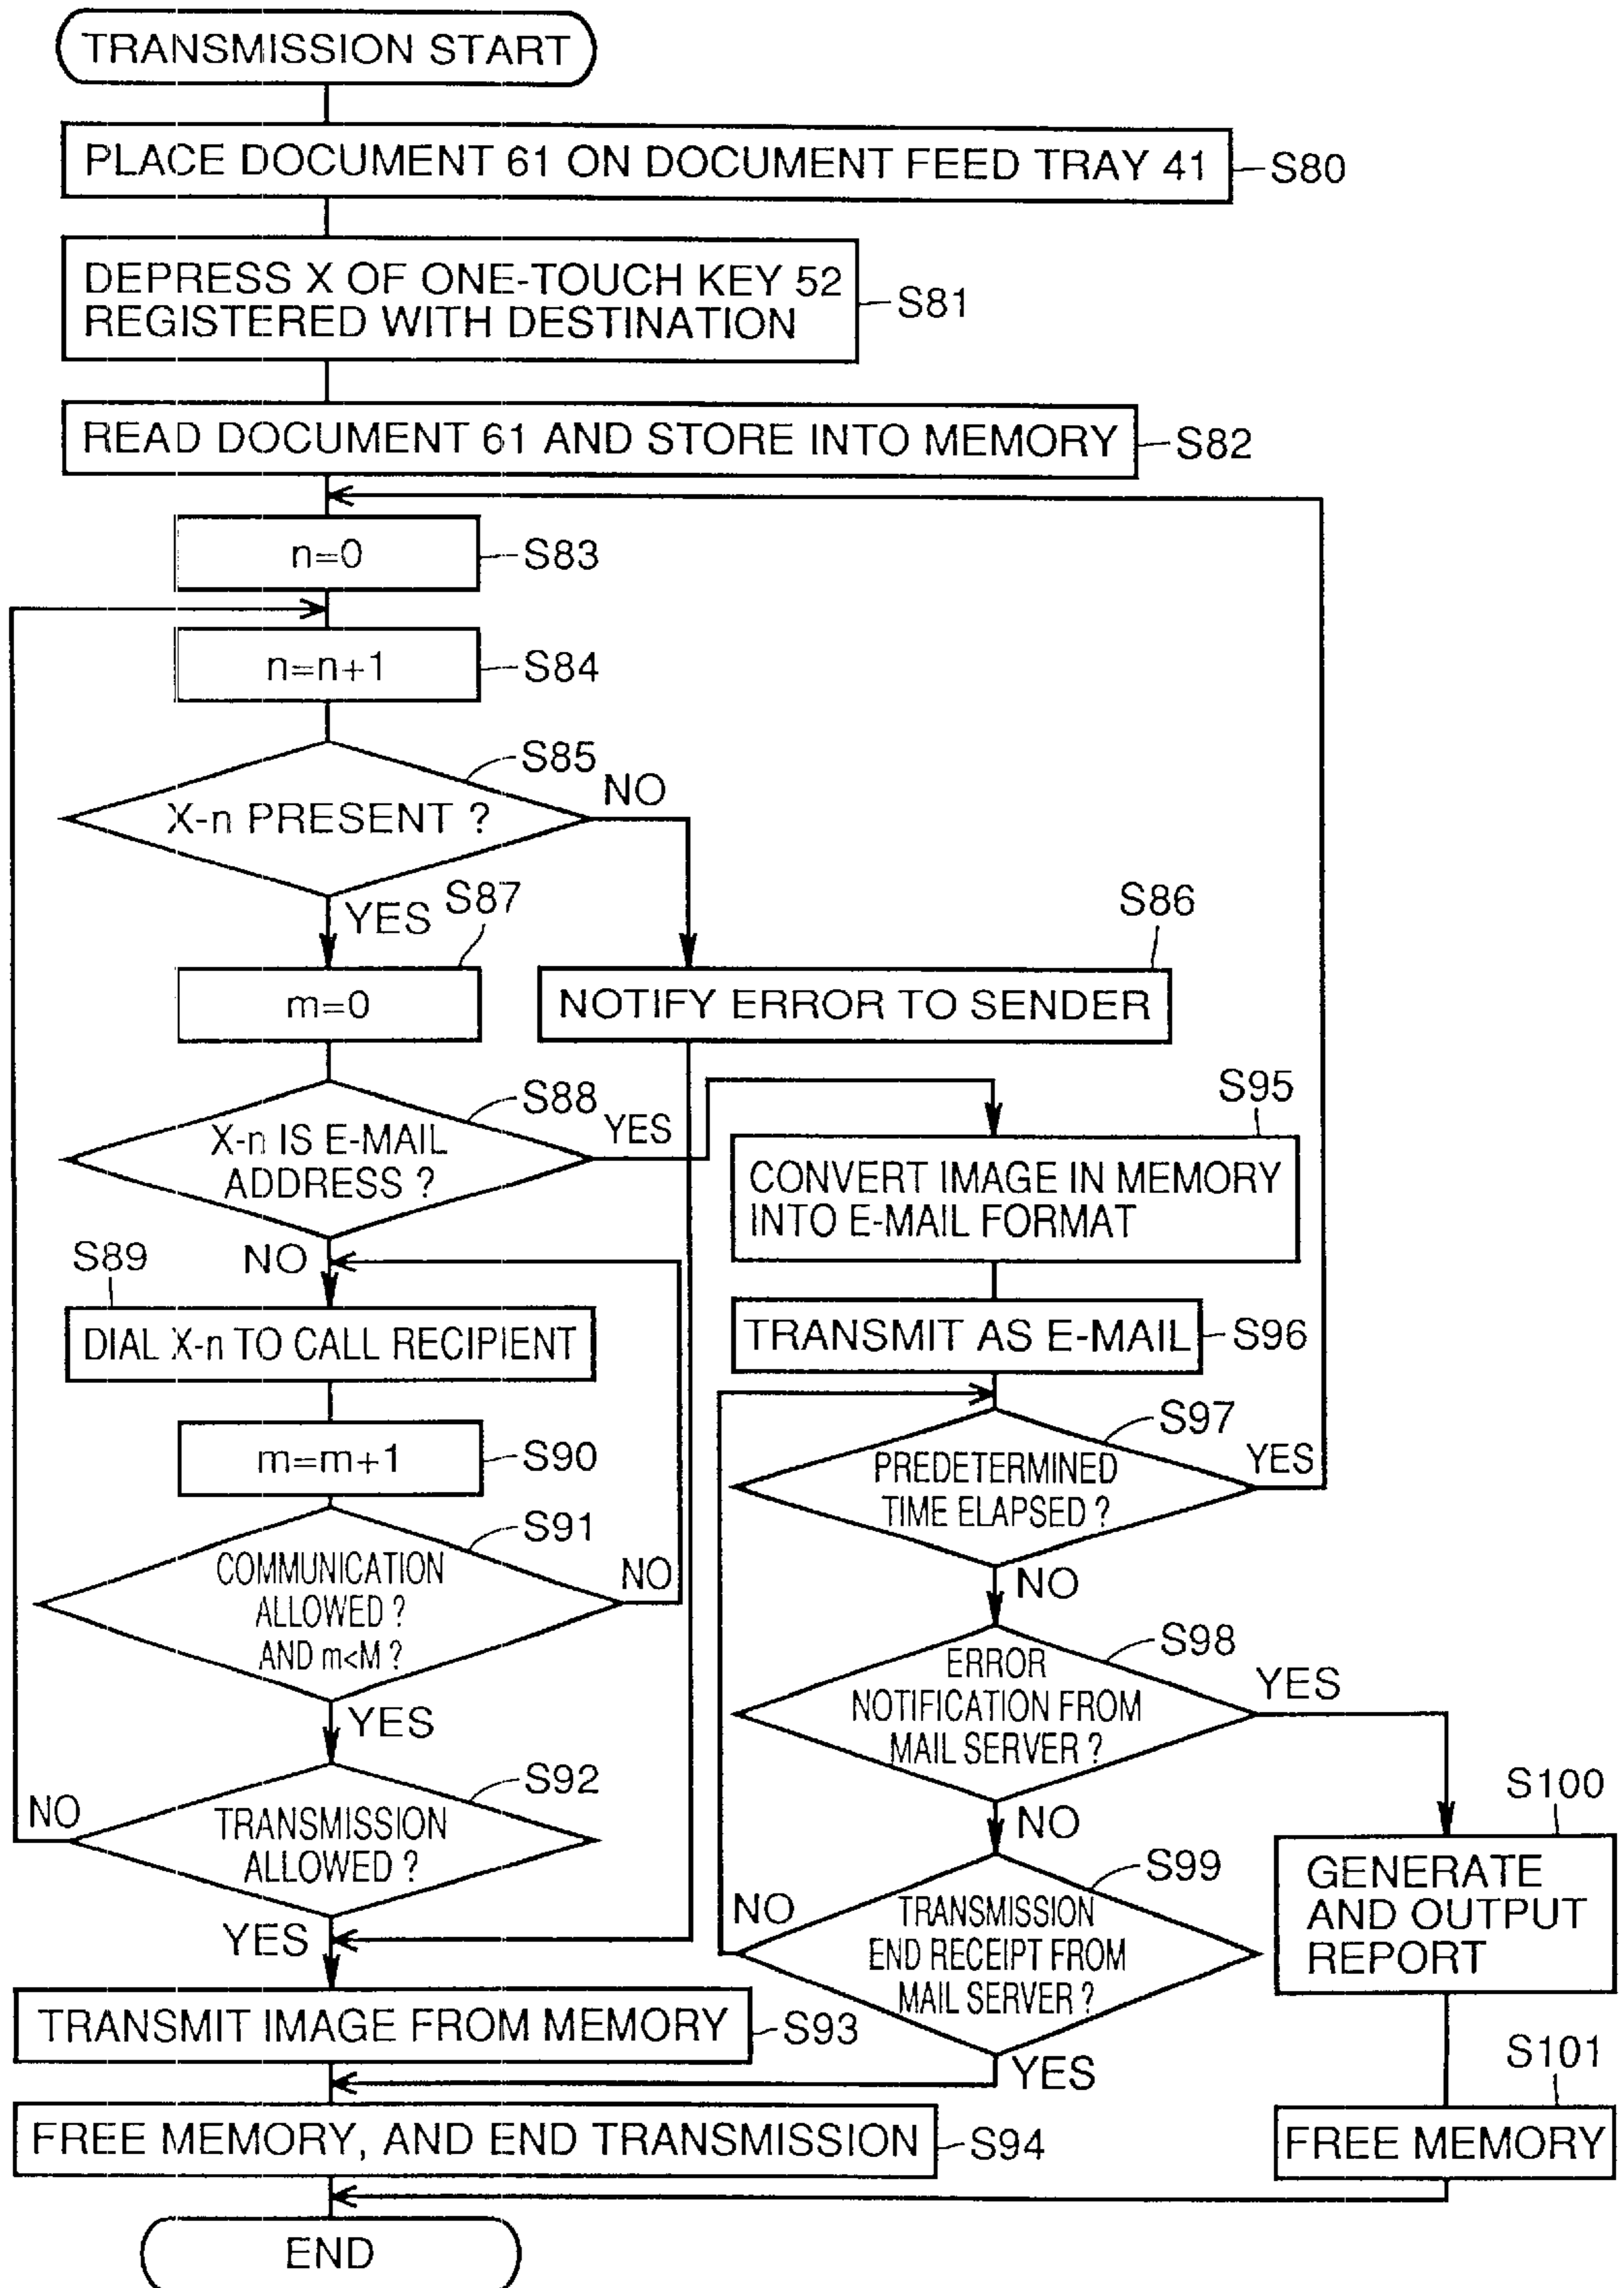 TRANSMISSION START
PLACE DOCUMENT 61 ON DOCUMENT FEED TRAY 41
S80
DEPRESS X OF ONE-TOUCH KEY 52
REGISTERED WITH DESTINATION
S81
READ DOCUMENT 61 AND STORE INTO MEMORY
S82
n=0
S83
n=n+1
S84
S85
X-n PRESENT ?
NO
YES
S87
m=0
S86
NOTIFY ERROR TO SENDER
S88
X-n IS E-MAIL
ADDRESS ?
YES
NO
S95
CONVERT IMAGE IN MEMORY
INTO E-MAIL FORMAT
S89
DIAL X-n TO CALL RECIPIENT
TRANSMIT AS E-MAIL
S96
m=m+1
S90
S97
PREDETERMINED
TIME ELAPSED ?
YES
NO
S91
COMMUNICATION
ALLOWED ?
AND m<M ?
NO
YES
S98
ERROR
NOTIFICATION FROM
MAIL SERVER ?
YES
NO
S92
TRANSMISSION
ALLOWED ?
NO
YES
S99
TRANSMISSION
END RECEIPT FROM
MAIL SERVER ?
NO
YES
S100
GENERATE
AND OUTPUT
REPORT
TRANSMIT IMAGE FROM MEMORY
S93
S101
FREE MEMORY
FREE MEMORY, AND END TRANSMISSION
S94
END